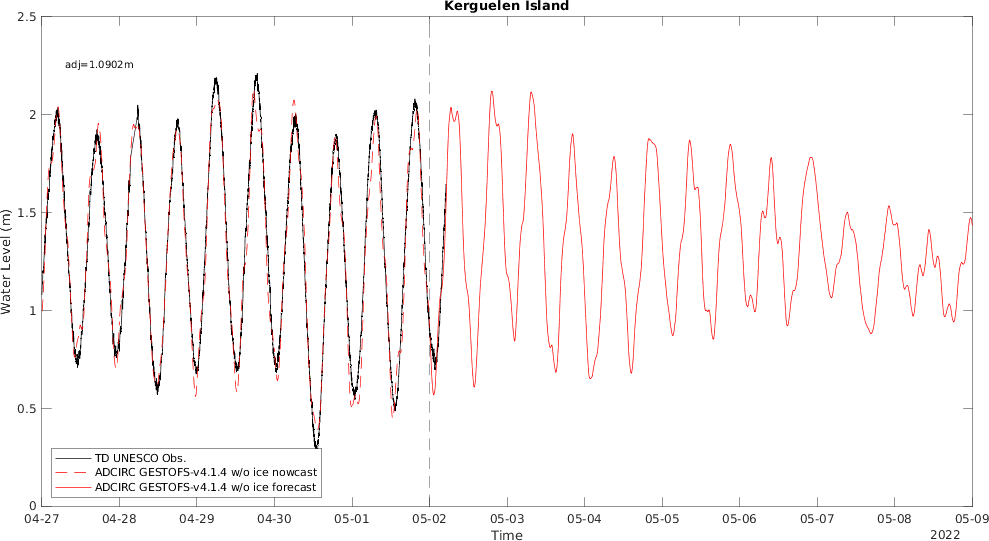 Kerguelen Island
2.5
adj=1.0902m
2
1.5
Water Level (m)
1
0.5
TD UNESCO Obs.
ADCIRC GESTOFS-v4.1.4 w/o ice nowcast
ADCIRC GESTOFS-v4.1.4 w/o ice forecast
0
04-27 04-28 04-29 04-30 05-01 05-02 05-03 05-04 05-05 05-06 05-07 05-08 05-09
Time
2022